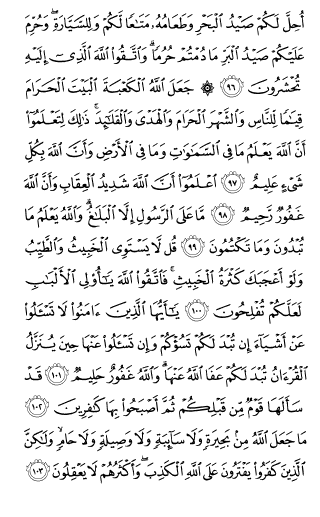 أُحِلَّ لَكُمْ صَيْدُ ٱلْبَحْرِ وَطَعَامُهُۥ مَتَٰعًا لَّكُمْ وَلِلسَّيَّارَةِ ۖ وَحُرِّمَ
عَلَيْكُمْ صَيْدُ ٱلْبَرِّ مَا دُمْتُمْ حُرُمًا ۗ وَٱتَّقُوا۟ ٱللَّهَ ٱلَّذِىٓ إِلَيْهِ
تُحْشَرُونَ ٩٦ ۞ جَعَلَ ٱللَّهُ ٱلْكَعْبَةَ ٱلْبَيْتَ ٱلْحَرَامَ
قِيَٰمًا لِّلنَّاسِ وَٱلشَّهْرَ ٱلْحَرَامَ وَٱلْهَدْىَ وَٱلْقَلَٰٓئِدَ ۚ ذَٰلِكَ لِتَعْلَمُوٓا۟
أَنَّ ٱللَّهَ يَعْلَمُ مَا فِى ٱلسَّمَٰوَٰتِ وَمَا فِى ٱلْأَرْضِ وَأَنَّ ٱللَّهَ بِكُلِّ
شَىْءٍ عَلِيمٌ ٩٧ ٱعْلَمُوٓا۟ أَنَّ ٱللَّهَ شَدِيدُ ٱلْعِقَابِ وَأَنَّ ٱللَّهَ
غَفُورٌ رَّحِيمٌ ٩٨ مَّا عَلَى ٱلرَّسُولِ إِلَّا ٱلْبَلَٰغُ ۗ وَٱللَّهُ يَعْلَمُ مَا
تُبْدُونَ وَمَا تَكْتُمُونَ ٩٩ قُل لَّا يَسْتَوِى ٱلْخَبِيثُ وَٱلطَّيِّبُ
وَلَوْ أَعْجَبَكَ كَثْرَةُ ٱلْخَبِيثِ ۚ فَٱتَّقُوا۟ ٱللَّهَ يَٰٓأُو۟لِى ٱلْأَلْبَٰبِ
لَعَلَّكُمْ تُفْلِحُونَ ١٠٠ يَٰٓأَيُّهَا ٱلَّذِينَ ءَامَنُوا۟ لَا تَسْـَٔلُوا۟
عَنْ أَشْيَآءَ إِن تُبْدَ لَكُمْ تَسُؤْكُمْ وَإِن تَسْـَٔلُوا۟ عَنْهَا حِينَ يُنَزَّلُ
ٱلْقُرْءَانُ تُبْدَ لَكُمْ عَفَا ٱللَّهُ عَنْهَا ۗ وَٱللَّهُ غَفُورٌ حَلِيمٌ ١٠١ قَدْ
سَأَلَهَا قَوْمٌ مِّن قَبْلِكُمْ ثُمَّ أَصْبَحُوا۟ بِهَا كَٰفِرِينَ ١٠٢
مَا جَعَلَ ٱللَّهُ مِنۢ بَحِيرَةٍ وَلَا سَآئِبَةٍ وَلَا وَصِيلَةٍ وَلَا حَامٍ ۙ وَلَٰكِنَّ
ٱلَّذِينَ كَفَرُوا۟ يَفْتَرُونَ عَلَى ٱللَّهِ ٱلْكَذِبَ ۖ وَأَكْثَرُهُمْ لَا يَعْقِلُونَ ١٠٣